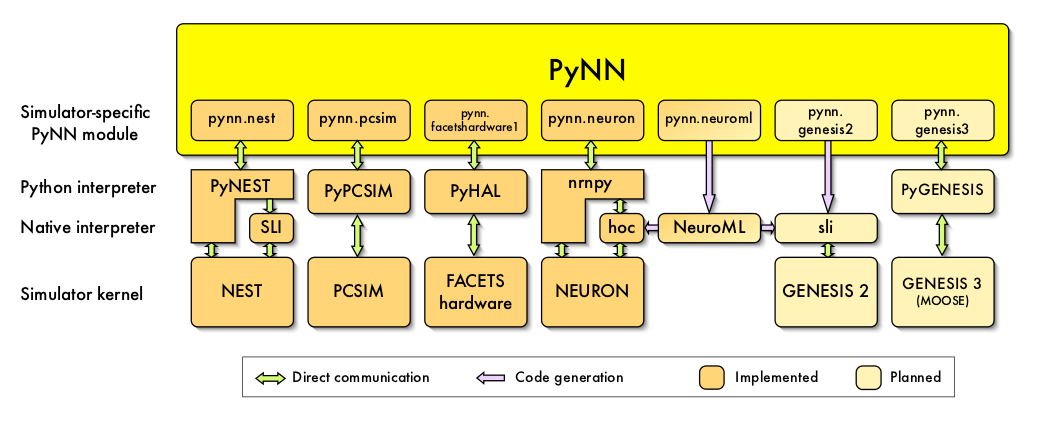 PyNN
Simulator-specific
PyNN module
pynn.nest
pynn.pcsim
pynn.
facetshardware1
pynn.neuron
pynn.neuroml
pynn.
genesis2
pynn.
genesis3
Python interpreter
PyNEST
PyPCSIM
PyHAL
nrnpy
PyGENESIS
Native interpreter
SLI
hoc
NeuroML
sli
Simulator kernel
NEST
PCSIM
FACETS
hardware
NEURON
GENESIS 2
GENESIS 3
(MOOSE)
Direct communication
Code generation
Implemented
Planned